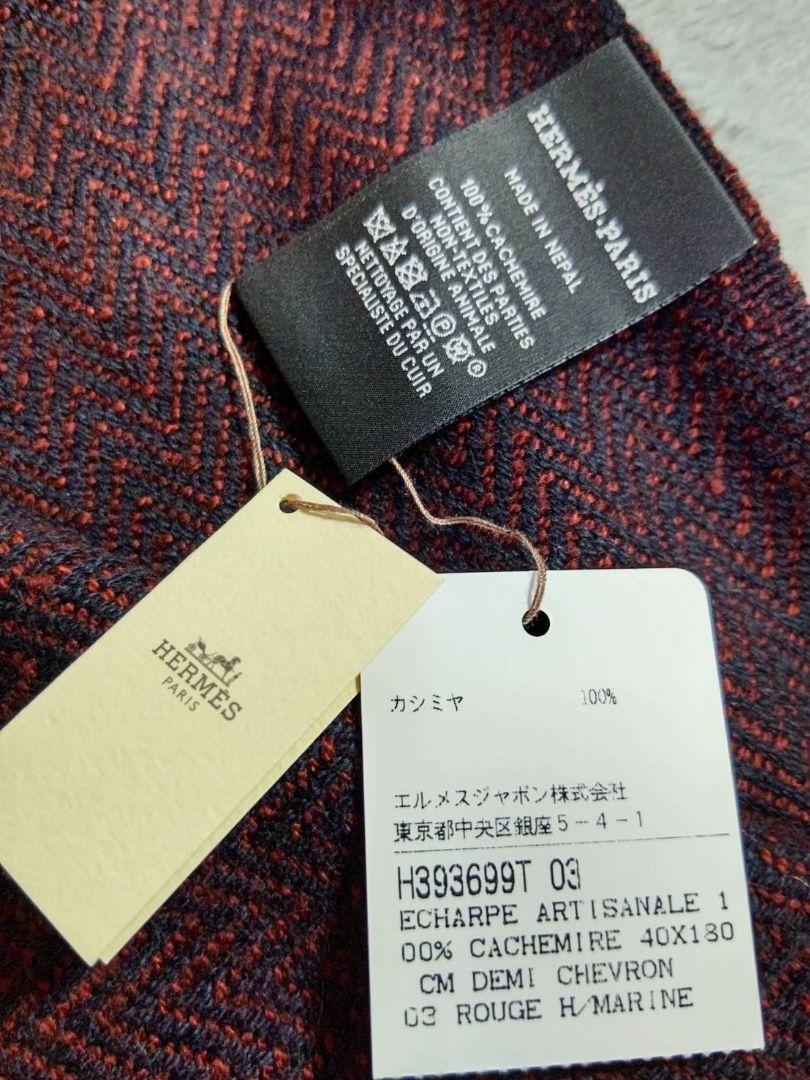 HERMÈS-PARIS
MADE IN NEPAL
100% CACHEMIRE
CONTIENT DES PARTIES
NON-TEXTILES
D'ORIGINE ANIMALE
P
®
NETTOYAGE PAR UN
SPÉCIALISTE DU CUIR
HERMÈS
PARIS
カシミヤ 100%
エルメスジャポン株式会社
東京都中央区銀座5-4-1
H393699T 03
ECHARPE ARTISANALE 1
00% CACHEMIRE 40X180
CM DEMI CHEVRON
03 ROUGE H/MARINE